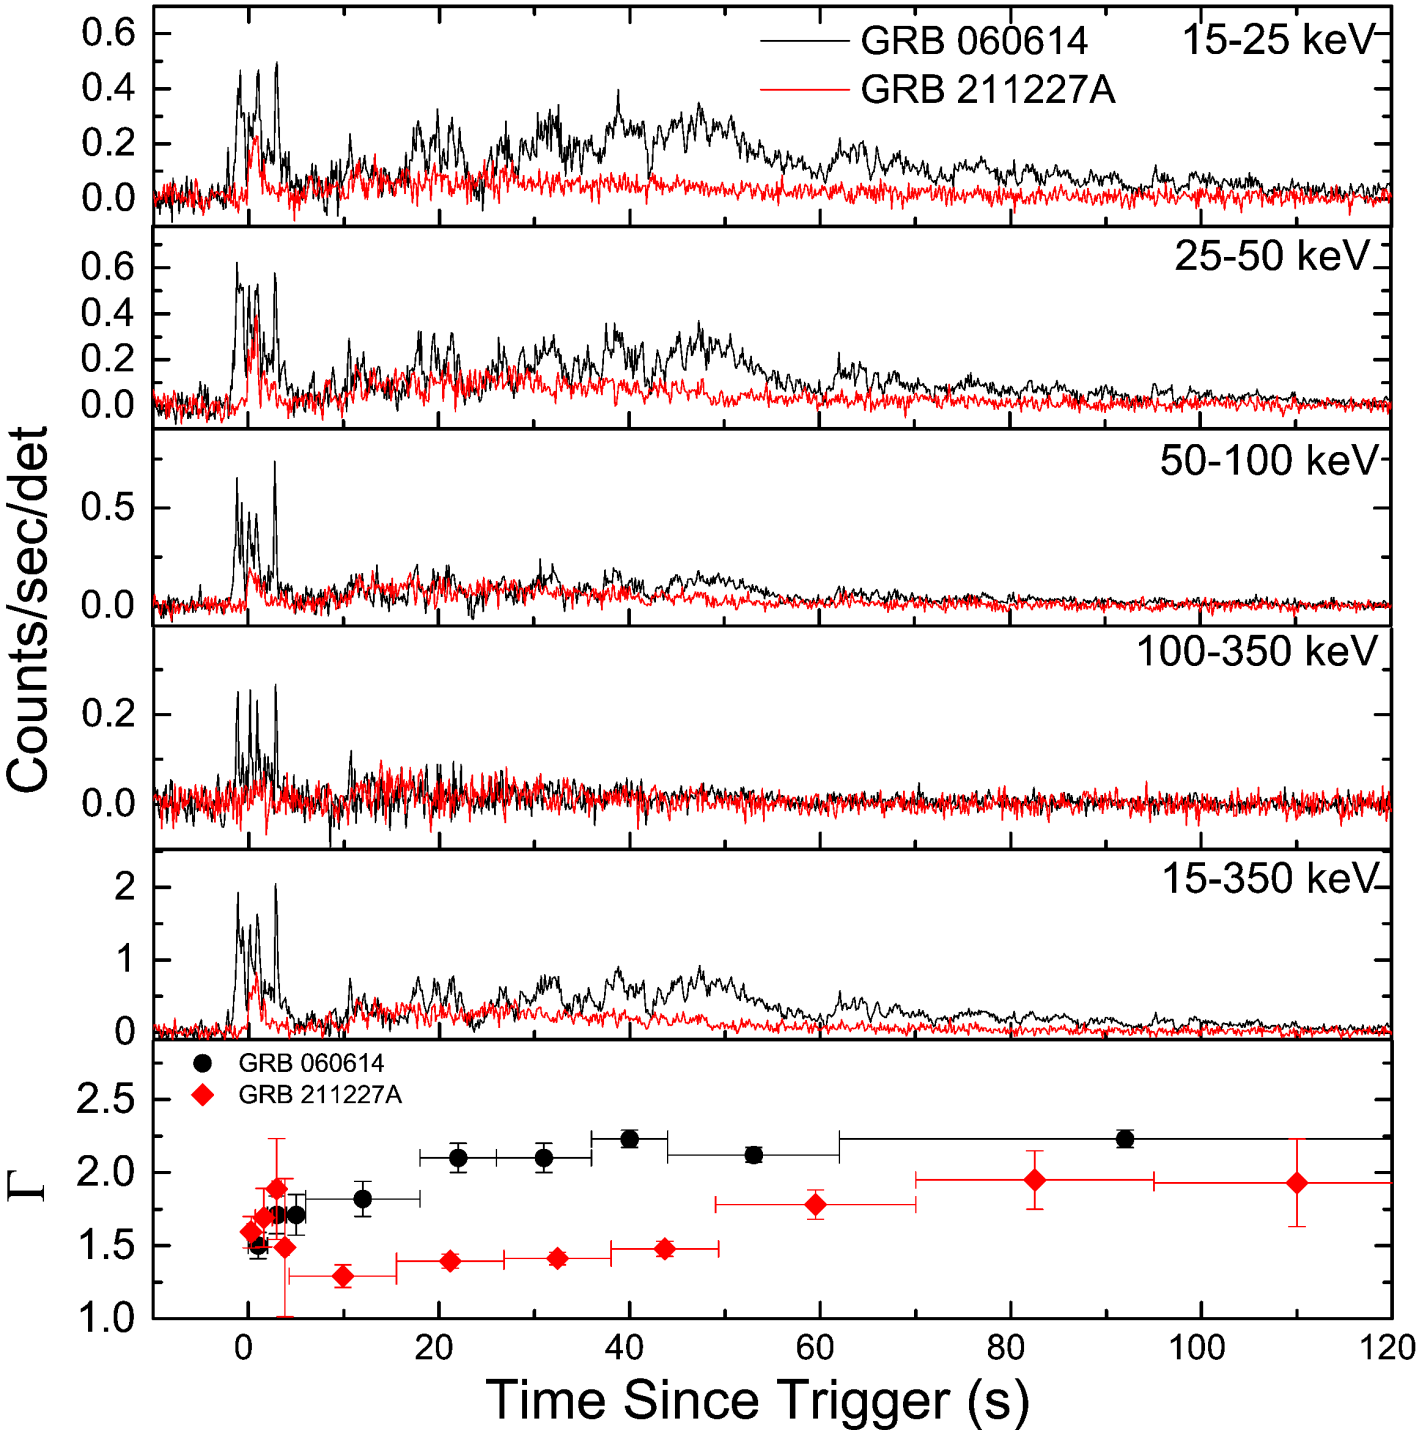 GRB 060614
GRB 211227A
15-25 keV
0.6
0.4
0.2
0.0
25-50 keV
0.6
0.4
0.2
0.0
50-100 keV
0.5
0.0
100-350 keV
0.2
0.0
15-350 keV
2
1
0
Counts/sec/det
GRB 060614
GRB 211227A
2.5
2.0
1.5
1.0
Γ
0 20 40 60 80 100 120
Time Since Trigger (s)